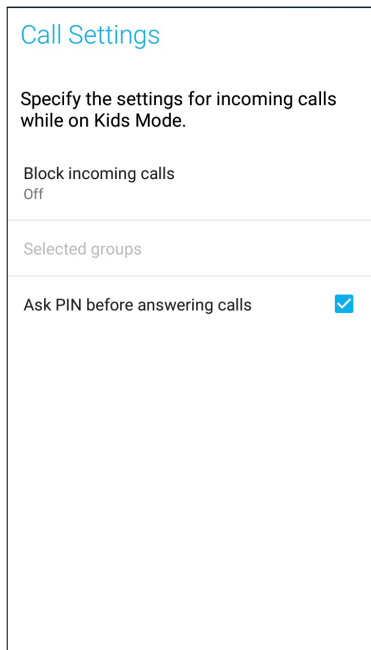 Call Settings
Specify the settings for incoming calls
while on Kids Mode.
Block incoming calls
Off
Selected groups
Ask PIN before answering calls